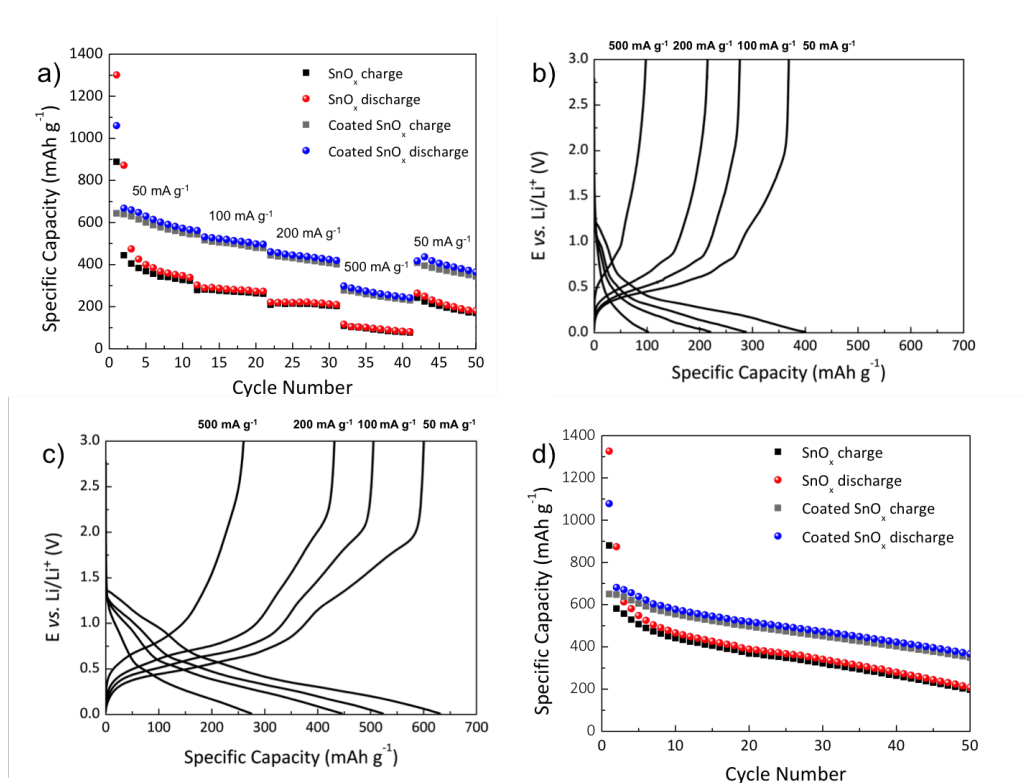 a)
1400
1200
1000
800
600
400
200
0
0 5 10 15 20 25 30 35 40 45 50
Specific Capacity (mAh g⁻¹)
Cycle Number
SnOₓ charge
SnOₓ discharge
Coated SnOₓ charge
Coated SnOₓ discharge
50 mA g⁻¹
100 mA g⁻¹
200 mA g⁻¹
500 mA g⁻¹
50 mA g⁻¹
b)
500 mA g⁻¹ 200 mA g⁻¹ 100 mA g⁻¹ 50 mA g⁻¹
3.0
2.5
2.0
1.5
1.0
0.5
0.0
0 100 200 300 400 500 600 700
E vs. Li/Li⁺ (V)
Specific Capacity (mAh g⁻¹)
c)
500 mA g⁻¹ 200 mA g⁻¹ 100 mA g⁻¹ 50 mA g⁻¹
3.0
2.5
2.0
1.5
1.0
0.5
0.0
0 100 200 300 400 500 600 700
E vs. Li/Li⁺ (V)
Specific Capacity (mAh g⁻¹)
d)
1400
1200
1000
800
600
400
200
0
0 10 20 30 40 50
Specific Capacity (mAh g⁻¹)
Cycle Number
SnOₓ charge
SnOₓ discharge
Coated SnOₓ charge
Coated SnOₓ discharge